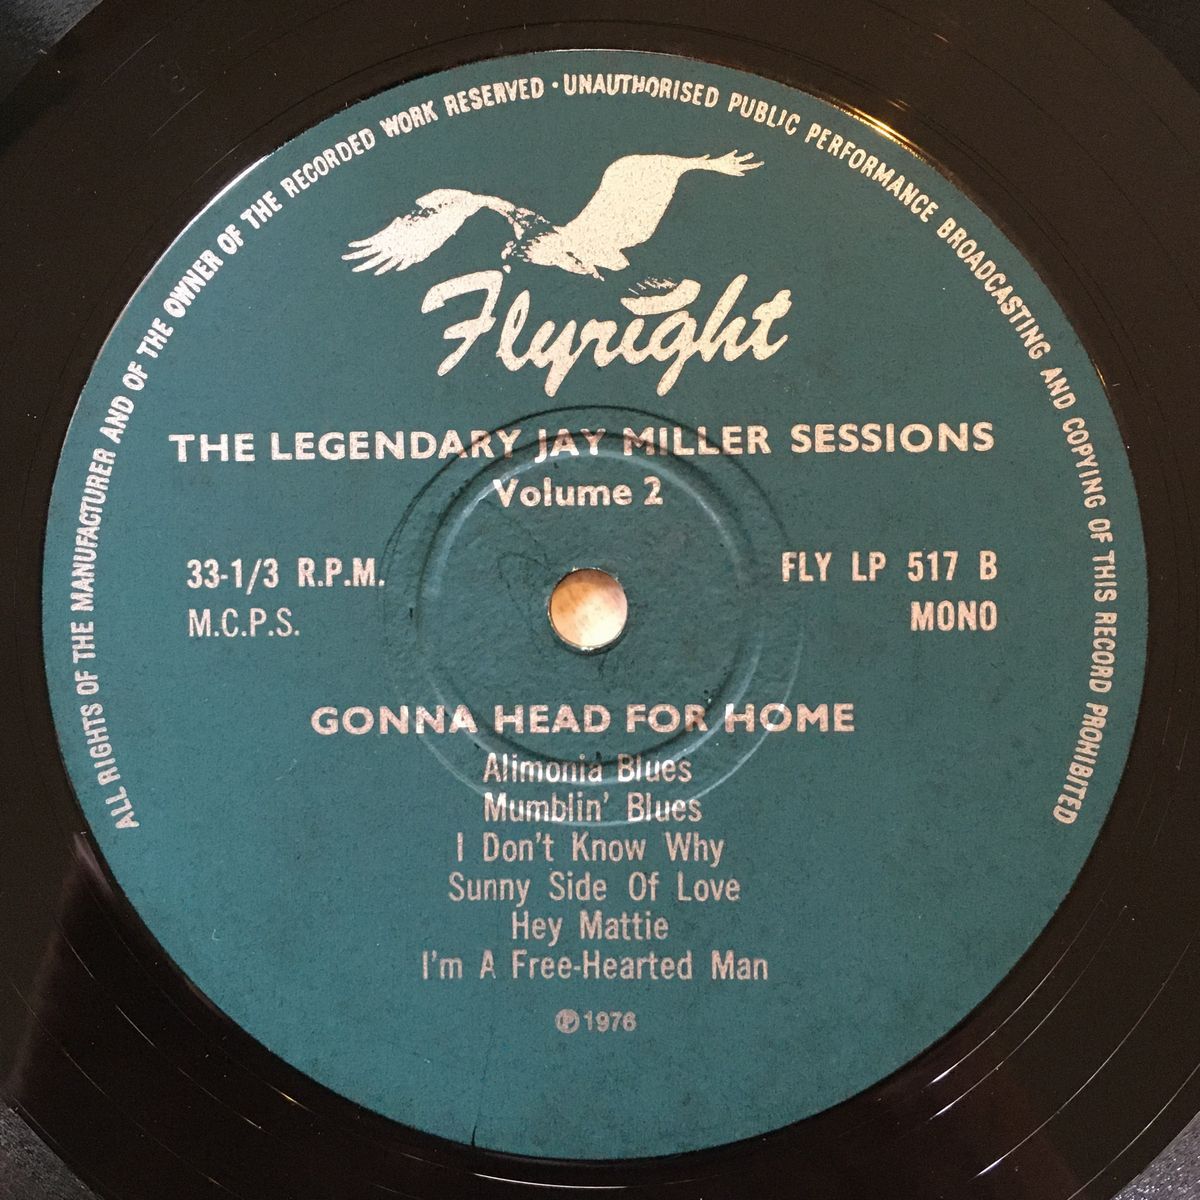 ALL RIGHTS OF THE MANUFACTURER AND OF THE OWNER OF THE RECORDED WORK RESERVED · UNAUTHORISED PUBLIC PERFORMANCE BROADCASTING AND COPYING OF THIS RECORD PROHIBITED
Flyright
THE LEGENDARY JAY MILLER SESSIONS
Volume 2
33-1/3 R.P.M. FLY LP 517 B
M.C.P.S. MONO
GONNA HEAD FOR HOME
Alimonia Blues
Mumblin' Blues
I Don't Know Why
Sunny Side Of Love
Hey Mattie
I'm A Free-Hearted Man
℗1976